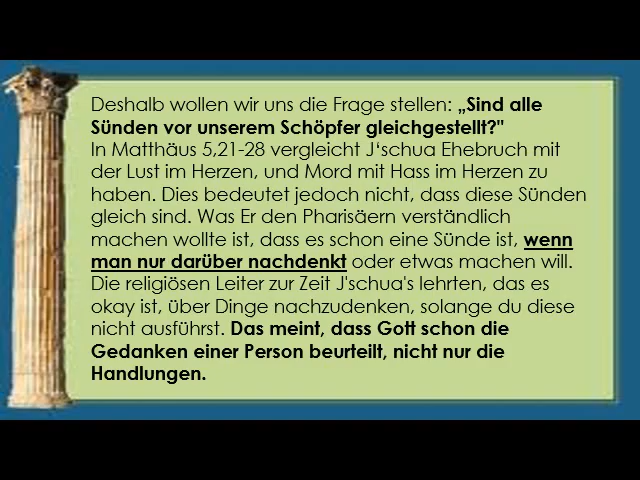 Deshalb wollen wir uns die Frage stellen: „Sind alle
Sünden vor unserem Schöpfer gleichgestellt?"
In Matthäus 5,21-28 vergleicht J‘schua Ehebruch mit
der Lust im Herzen, und Mord mit Hass im Herzen zu
haben. Dies bedeutet jedoch nicht, dass diese Sünden
gleich sind. Was Er den Pharisäern verständlich
machen wollte ist, dass es schon eine Sünde ist, wenn
man nur darüber nachdenkt oder etwas machen will.
Die religiösen Leiter zur Zeit J'schua's lehrten, das es
okay ist, über Dinge nachzudenken, solange du diese
nicht ausführst. Das meint, dass Gott schon die
Gedanken einer Person beurteilt, nicht nur die
Handlungen.